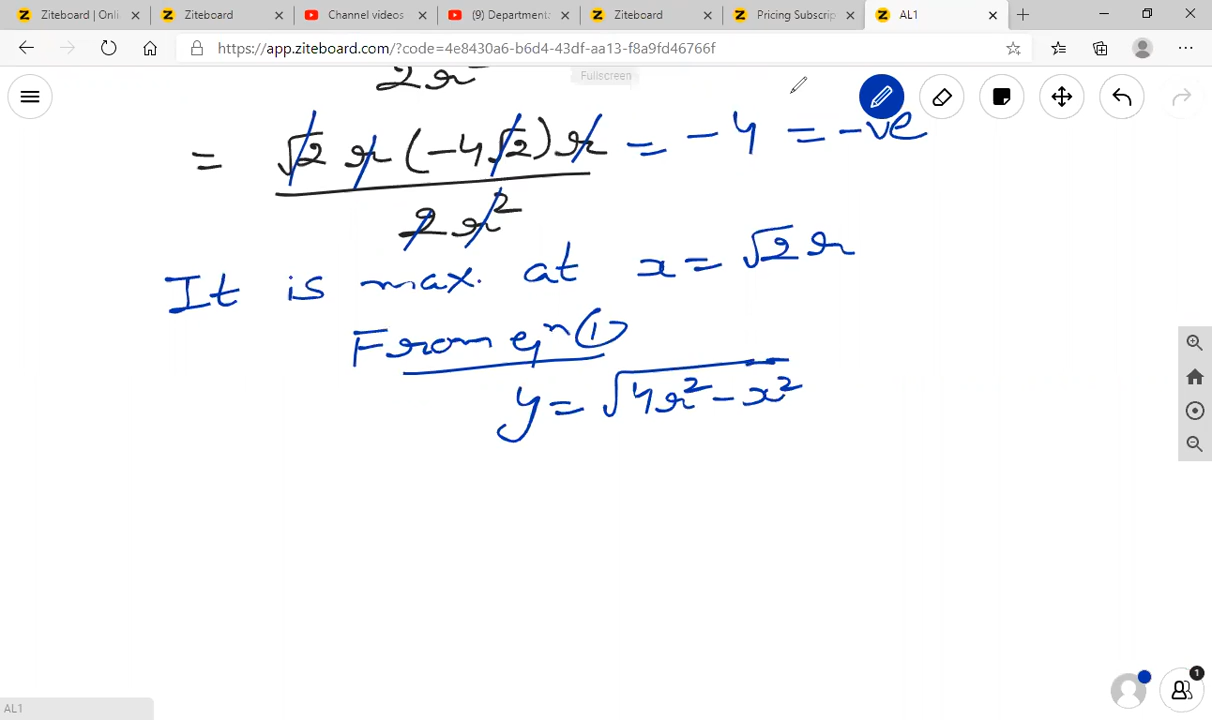 Ziteboard | Onli
Ziteboard
Channel videos
(9) Departmenta
Ziteboard
Pricing Subscrip
AL1
https://app.ziteboard.com/?code=4e8430a6-b6d4-43df-aa13-f8a9fd46766f
Fullscreen
= √2 r (-4√2) r / 2 r² = -4 = -ve
It is max. at x = √2 r
From eqⁿ (1)
y = √4r² - x²
1
AL1